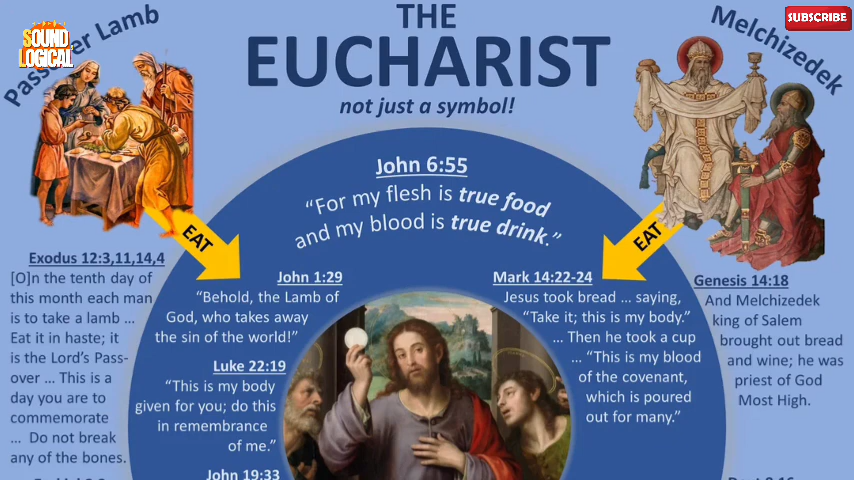 THE
EUCHARIST
not just a symbol!
SUBSCRIBE
SOUND
LOGICAL
Passover Lamb
Melchizedek
John 6:55
“For my flesh is true food
and my blood is true drink.”
EAT
EAT
Exodus 12:3,11,14,4
[O]n the tenth day of
this month each man
is to take a lamb ...
Eat it in haste; it
is the Lord’s Pass-
over ... This is a
day you are to
commemorate
... Do not break
any of the bones.
John 1:29
“Behold, the Lamb of
God, who takes away
the sin of the world!”
Luke 22:19
“This is my body
given for you; do this
in remembrance
of me.”
John 19:33
Mark 14:22-24
Jesus took bread ... saying,
“Take it; this is my body.”
... Then he took a cup
... “This is my blood
of the covenant,
which is poured
out for many.”
Genesis 14:18
And Melchizedek
king of Salem
brought out bread
and wine; he was
priest of God
Most High.